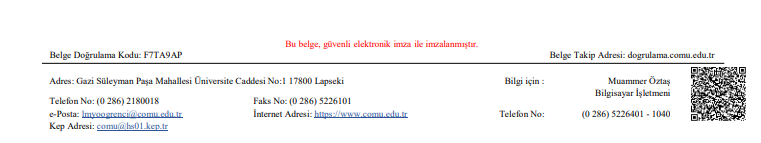 Bu belge, güvenli elektronik imza ile imzalanmıştır.
Belge Doğrulama Kodu: F7TA9AP Belge Takip Adresi: dogrulama.comu.edu.tr
Adres: Gazi Süleyman Paşa Mahallesi Üniversite Caddesi No:1 17800 Lapseki Bilgi için : Muammer Öztaş
Bilgisayar İşletmeni
Telefon No: (0 286) 2180018 Faks No: (0 286) 5226101
e-Posta: lmyoogrenci@comu.edu.tr İnternet Adresi: https://www.comu.edu.tr Telefon No: (0 286) 5226401 - 1040
Kep Adresi: comu@hs01.kep.tr